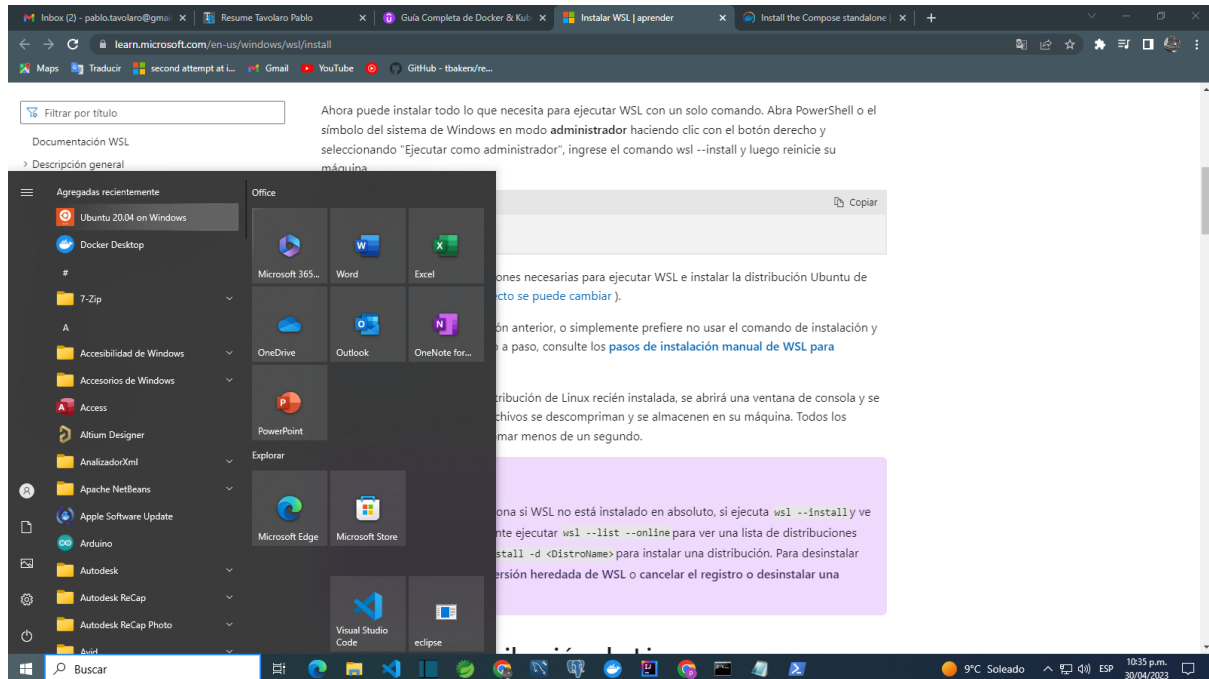 Inbox (2) - pablo.tavolaro@gmai
Resume Tavolaro Pablo
Guía Completa de Docker & Kub
Instalar WSL | aprender
Install the Compose standalone |
learn.microsoft.com/en-us/windows/wsl/install
Maps
Traducir
second attempt at i...
Gmail
YouTube
GitHub - tbakerx/re...
Filtrar por título
Documentación WSL
Descripción general
Ahora puede instalar todo lo que necesita para ejecutar WSL con un solo comando. Abra PowerShell o el
símbolo del sistema de Windows en modo administrador haciendo clic con el botón derecho y
seleccionando "Ejecutar como administrador", ingrese el comando wsl --install y luego reinicie su
máquina.
Copiar
ones necesarias para ejecutar WSL e instalar la distribución Ubuntu de
ecto se puede cambiar ).
ón anterior, o simplemente prefiere no usar el comando de instalación y
o a paso, consulte los pasos de instalación manual de WSL para
tribución de Linux recién instalada, se abrirá una ventana de consola y se
chivos se descompriman y se almacenen en su máquina. Todos los
omar menos de un segundo.
ona si WSL no está instalado en absoluto, si ejecuta wsl --install y ve
nte ejecutar wsl --list --online para ver una lista de distribuciones
stall -d <DistroName> para instalar una distribución. Para desinstalar
ersión heredada de WSL o cancelar el registro o desinstalar una
Agregadas recientemente
Ubuntu 20.04 on Windows
Docker Desktop
#
7-Zip
A
Accesibilidad de Windows
Accesorios de Windows
Access
Altium Designer
AnalizadorXml
Apache NetBeans
Apple Software Update
Arduino
Autodesk
Autodesk ReCap
Autodesk ReCap Photo
Avid
Office
Microsoft 365...
Word
Excel
OneDrive
Outlook
OneNote for...
PowerPoint
Explorar
Microsoft Edge
Microsoft Store
Visual Studio
Code
eclipse
Buscar
9°C Soleado
ESP
10:35 p.m.
30/04/2023